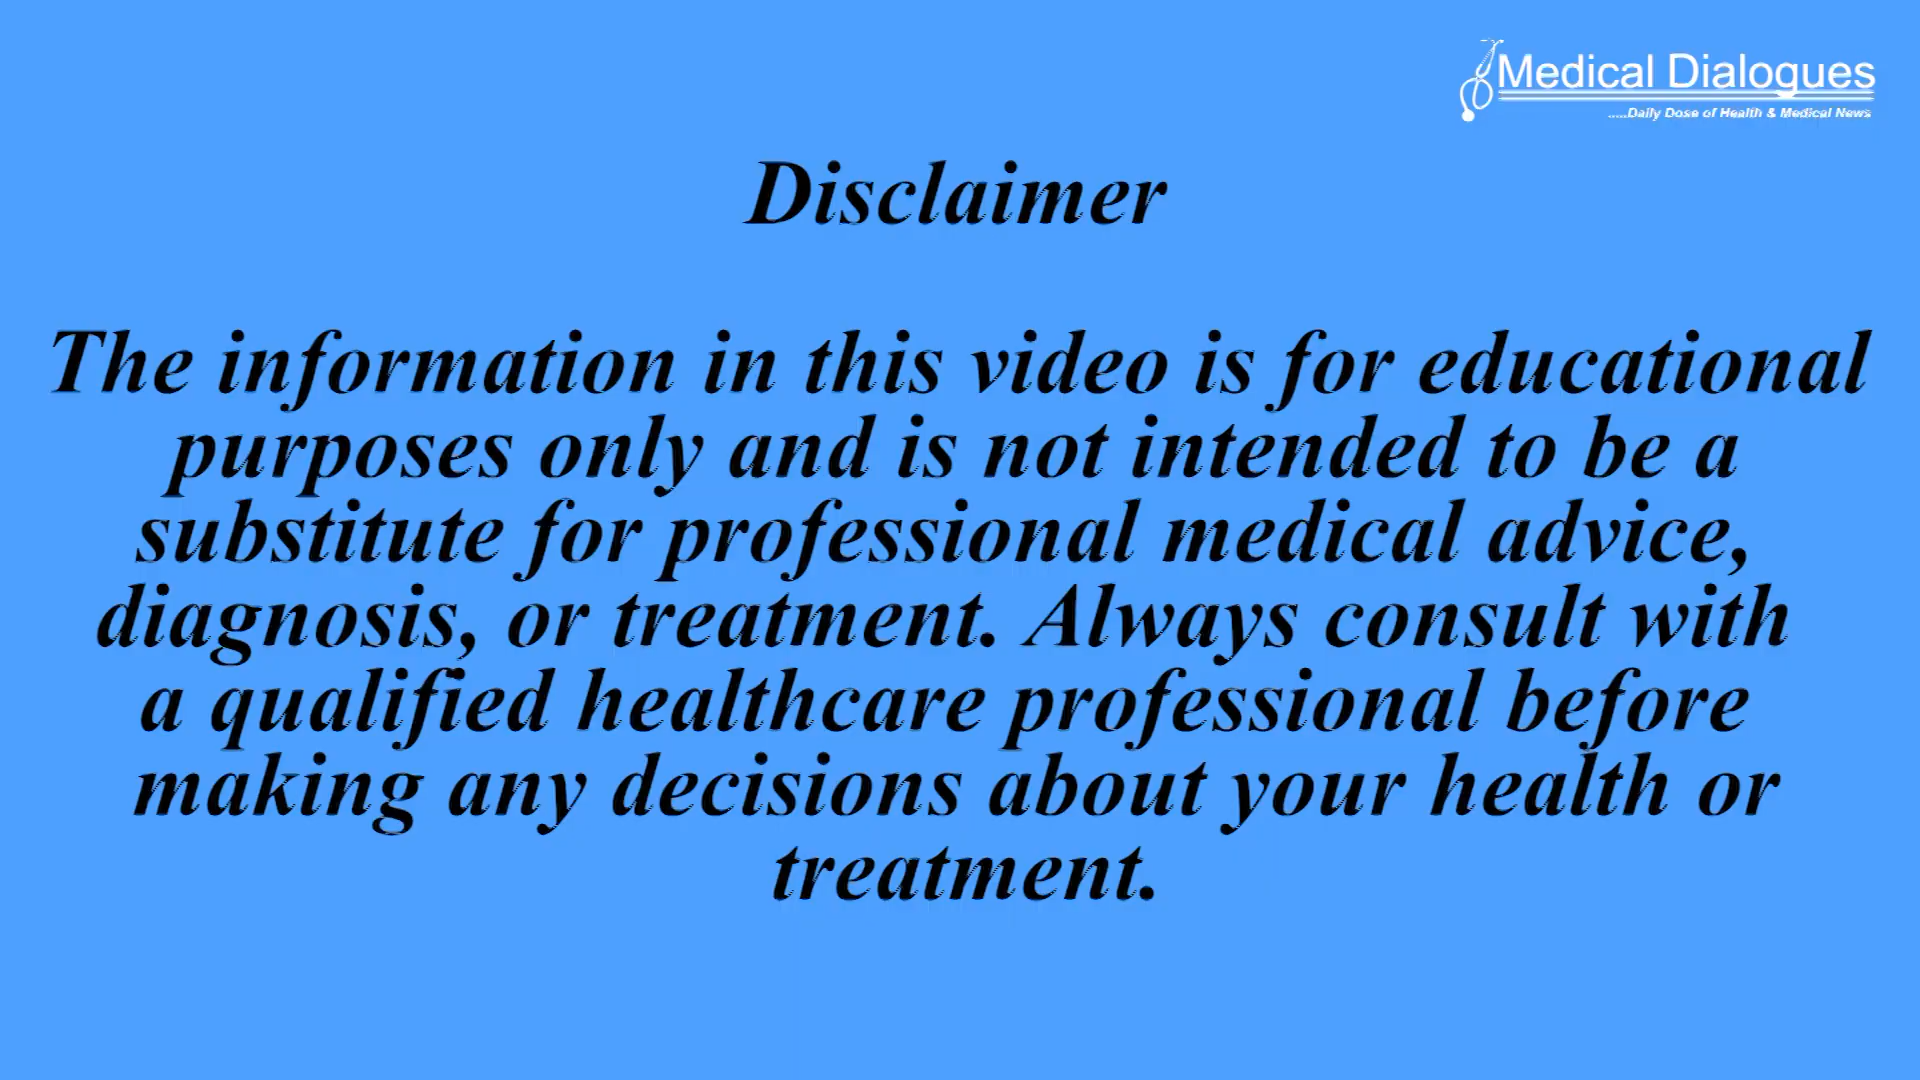 Medical Dialogues
.....Daily Dose of Health & Medical News
Disclaimer
The information in this video is for educational
purposes only and is not intended to be a
substitute for professional medical advice,
diagnosis, or treatment. Always consult with
a qualified healthcare professional before
making any decisions about your health or
treatment.